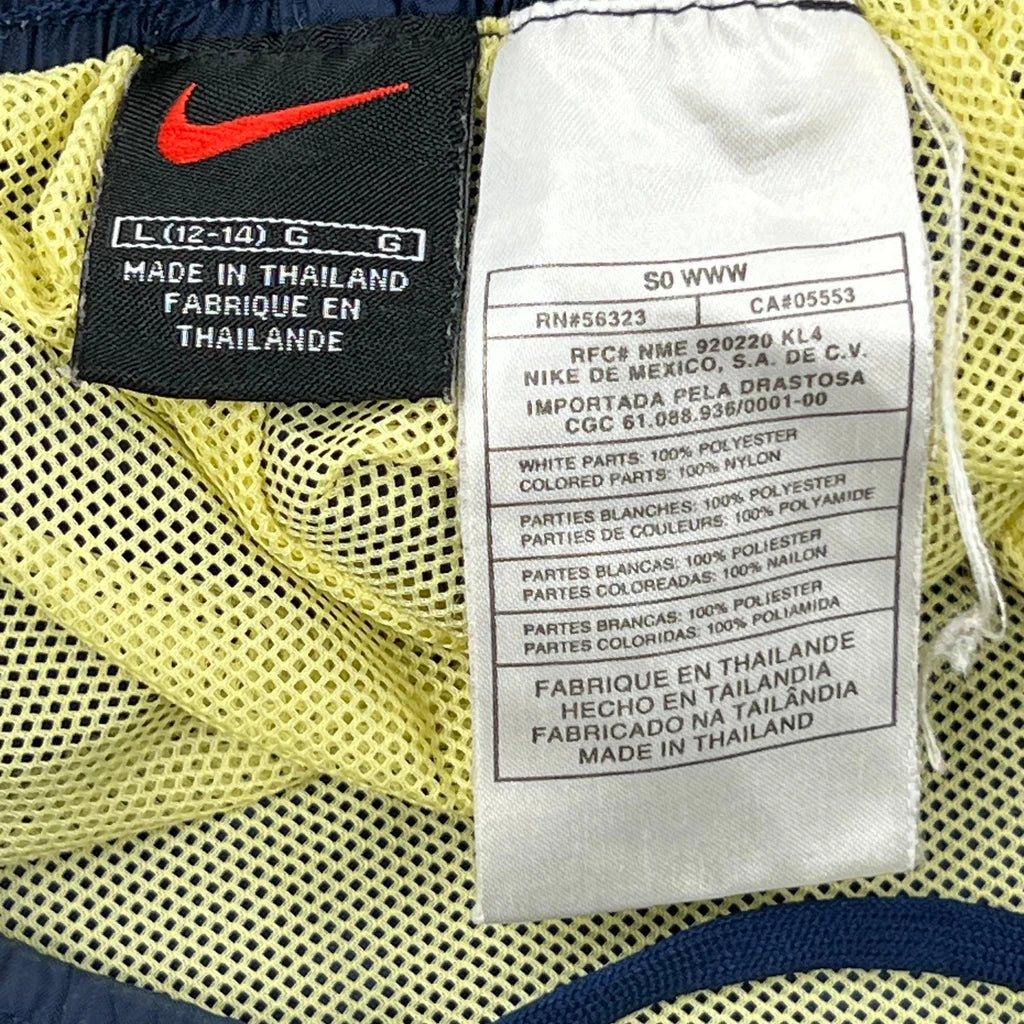 L (12-14) G G
MADE IN THAILAND
FABRIQUE EN
THAILANDE
S0 WWW
RN#56323 CA#05553
RFC# NME 920220 KL4
NIKE DE MEXICO, S.A. DE C.V.
IMPORTADA PELA DRASTOSA
CGC 61.088.936/0001-00
WHITE PARTS: 100% POLYESTER
COLORED PARTS: 100% NYLON
PARTIES BLANCHES: 100% POLYESTER
PARTIES DE COULEURS: 100% POLYAMIDE
PARTES BLANCAS: 100% POLIESTER
PARTES COLOREADAS: 100% NAILON
PARTES BRANCAS: 100% POLIESTER
PARTES COLORIDAS: 100% POLIAMIDA
FABRIQUE EN THAILANDE
HECHO EN TAILANDIA
FABRICADO NA TAILÂNDIA
MADE IN THAILAND